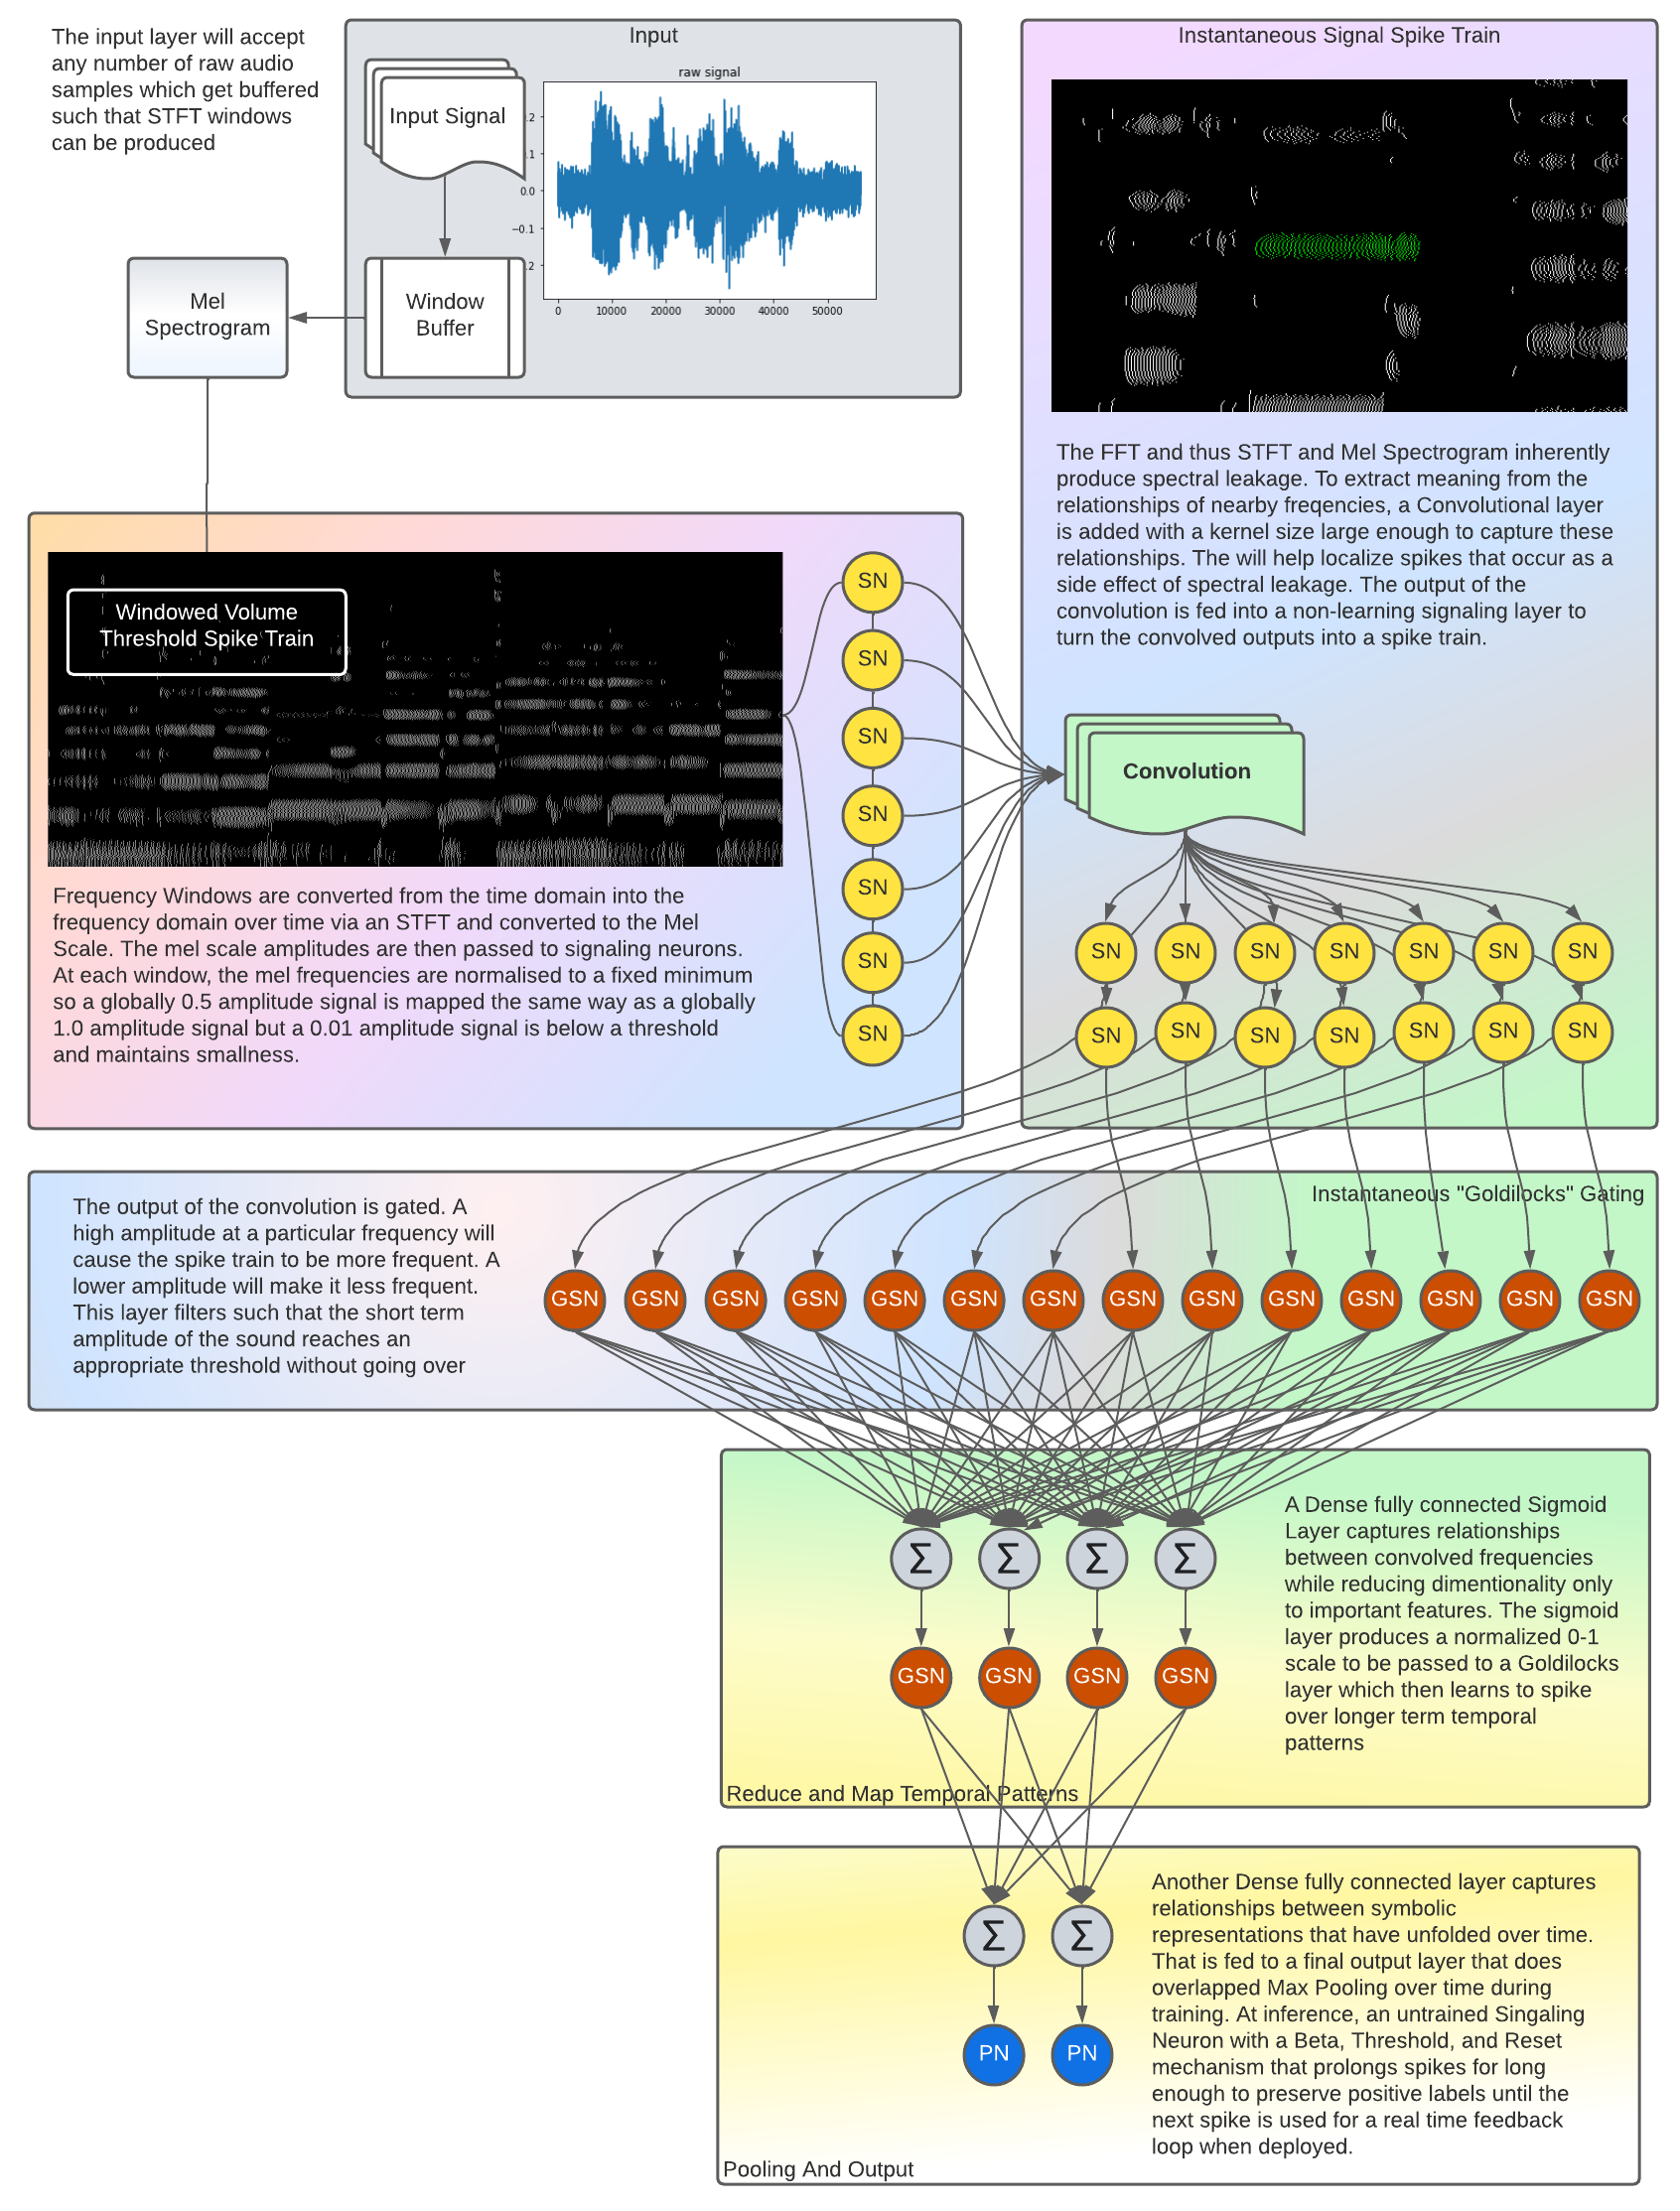 The input layer will accept
any number of raw audio
samples which get buffered
such that STFT windows
can be produced
Input
Input Signal
raw signal
.2
.1
0.0
−0.1
.2
0 10000 20000 30000 40000 50000
Window
Buffer
Mel
Spectrogram
Instantaneous Signal Spike Train
The FFT and thus STFT and Mel Spectrogram inherently
produce spectral leakage. To extract meaning from the
relationships of nearby freqencies, a Convolutional layer
is added with a kernel size large enough to capture these
relationships. The will help localize spikes that occur as a
side effect of spectral leakage. The output of the
convolution is fed into a non-learning signaling layer to
turn the convolved outputs into a spike train.
Windowed Volume
Threshold Spike Train
SN
SN
SN
SN
SN
SN
SN
Frequency Windows are converted from the time domain into the
frequency domain over time via an STFT and converted to the Mel
Scale. The mel scale amplitudes are then passed to signaling neurons.
At each window, the mel frequencies are normalised to a fixed minimum
so a globally 0.5 amplitude signal is mapped the same way as a globally
1.0 amplitude signal but a 0.01 amplitude signal is below a threshold
and maintains smallness.
Convolution
SN SN SN SN SN SN SN
SN SN SN SN SN SN SN
Instantaneous "Goldilocks" Gating
The output of the convolution is gated. A
high amplitude at a particular frequency will
cause the spike train to be more frequent. A
lower amplitude will make it less frequent.
This layer filters such that the short term
amplitude of the sound reaches an
appropriate threshold without going over
GSN GSN GSN GSN GSN GSN GSN GSN GSN GSN GSN GSN GSN GSN
Σ Σ Σ Σ
GSN GSN GSN GSN
A Dense fully connected Sigmoid
Layer captures relationships
between convolved frequencies
while reducing dimentionality only
to important features. The sigmoid
layer produces a normalized 0-1
scale to be passed to a Goldilocks
layer which then learns to spike
over longer term temporal
patterns
Reduce and Map Temporal Patterns
Σ Σ
PN PN
Another Dense fully connected layer captures
relationships between symbolic
representations that have unfolded over time.
That is fed to a final output layer that does
overlapped Max Pooling over time during
training. At inference, an untrained Singaling
Neuron with a Beta, Threshold, and Reset
mechanism that prolongs spikes for long
enough to preserve positive labels until the
next spike is used for a real time feedback
loop when deployed.
Pooling And Output